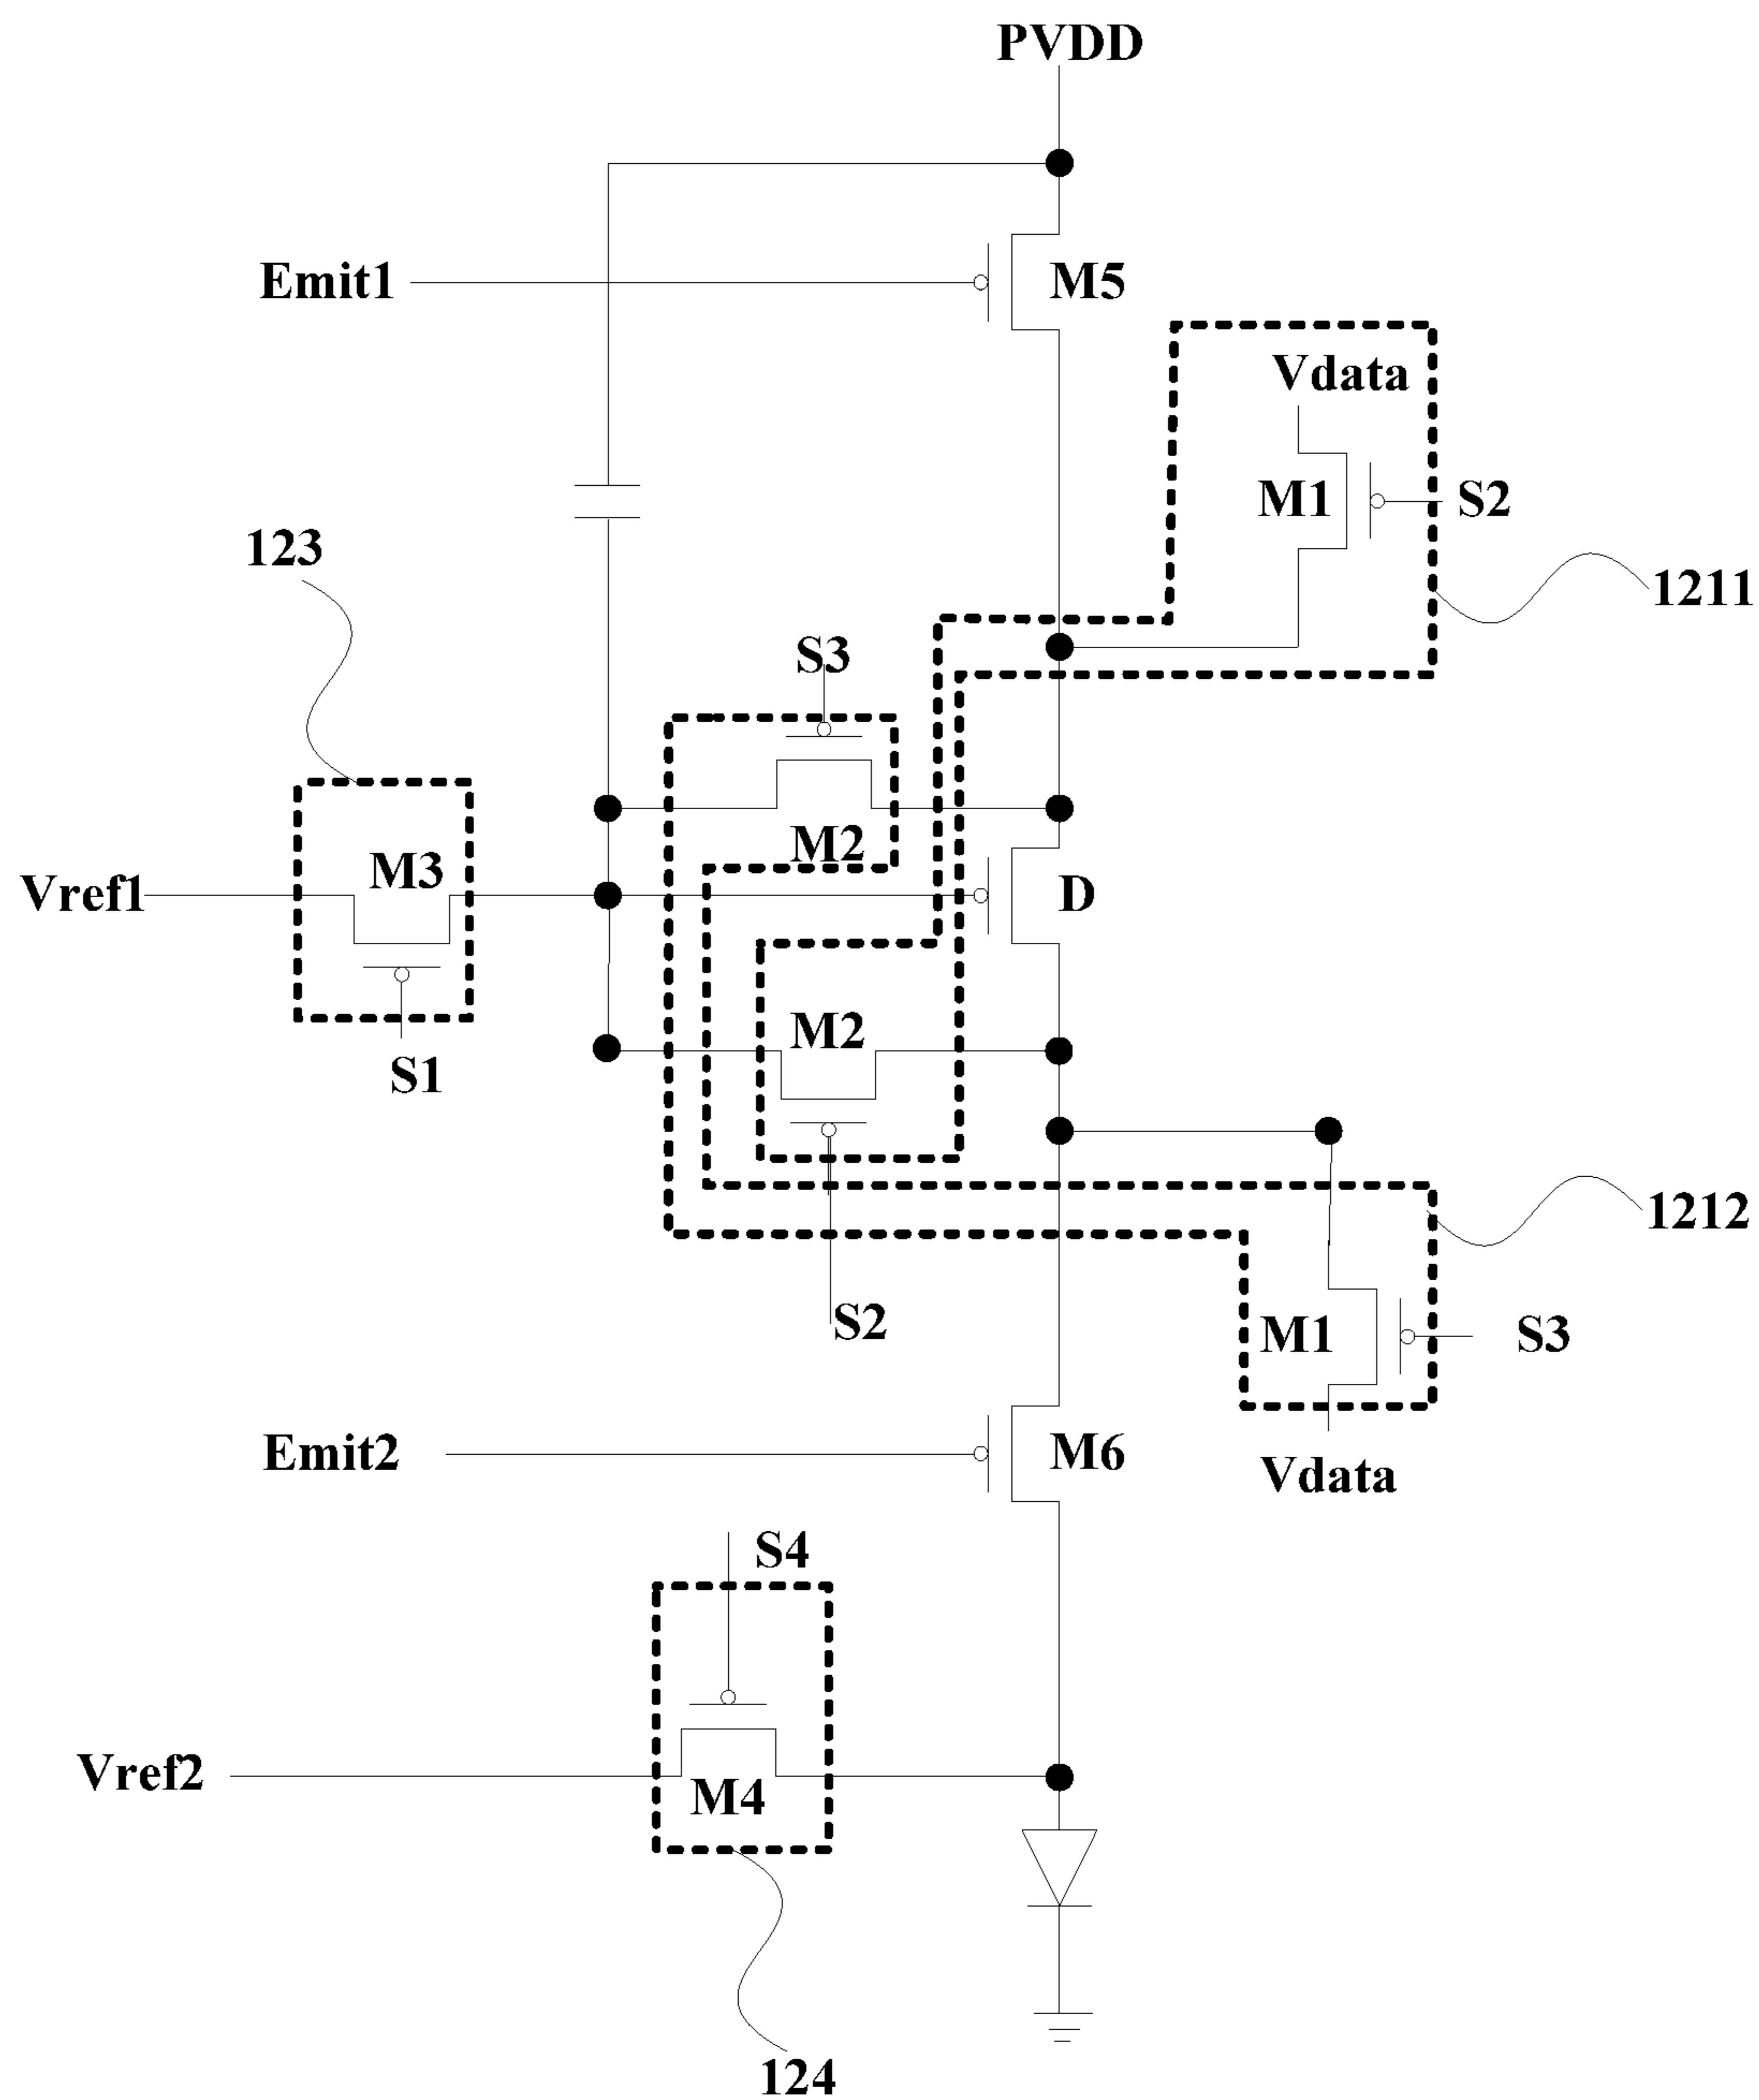 PVDD
Emit1
M5
Vdata
M1
S2
123
1211
S3
M2
M3
Vref1
D
M2
S1
1212
S2
M1
S3
Emit2
M6
Vdata
S4
Vref2
M4
124